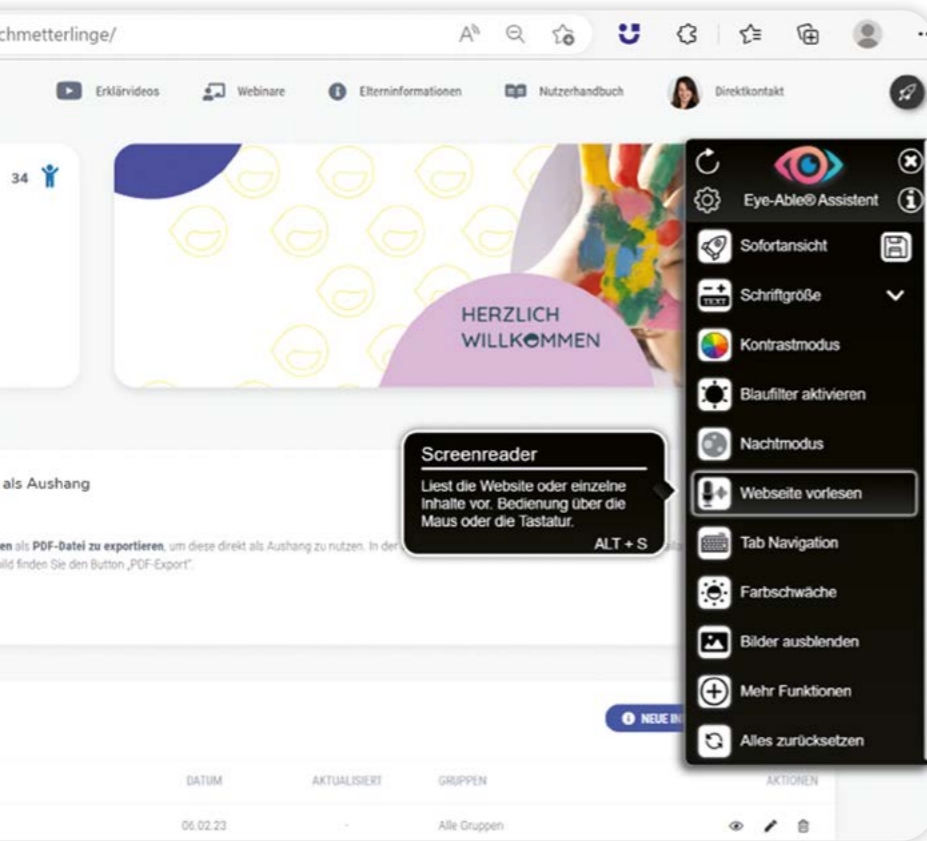 chmetterlinge/
Erklärvideos
Webinare
Elterninformationen
Nutzerhandbuch
Direktkontakt
34
HERZLICH
WILLKOMMEN
Eye-Able® Assistent
Sofortansicht
TEXT
Schriftgröße
Kontrastmodus
Blaufilter aktivieren
Nachtmodus
Webseite vorlesen
Tab Navigation
Farbschwäche
Bilder ausblenden
Mehr Funktionen
Alles zurücksetzen
Screenreader
Liest die Website oder einzelne
Inhalte vor. Bedienung über die
Maus oder die Tastatur.
ALT + S
als Aushang
en als PDF-Datei zu exportieren, um diese direkt als Aushang zu nutzen. In der
bild finden Sie den Button „PDF-Export".
NEUE IN
DATUM AKTUALISIERT GRUPPEN AKTIONEN
06.02.23 - Alle Gruppen